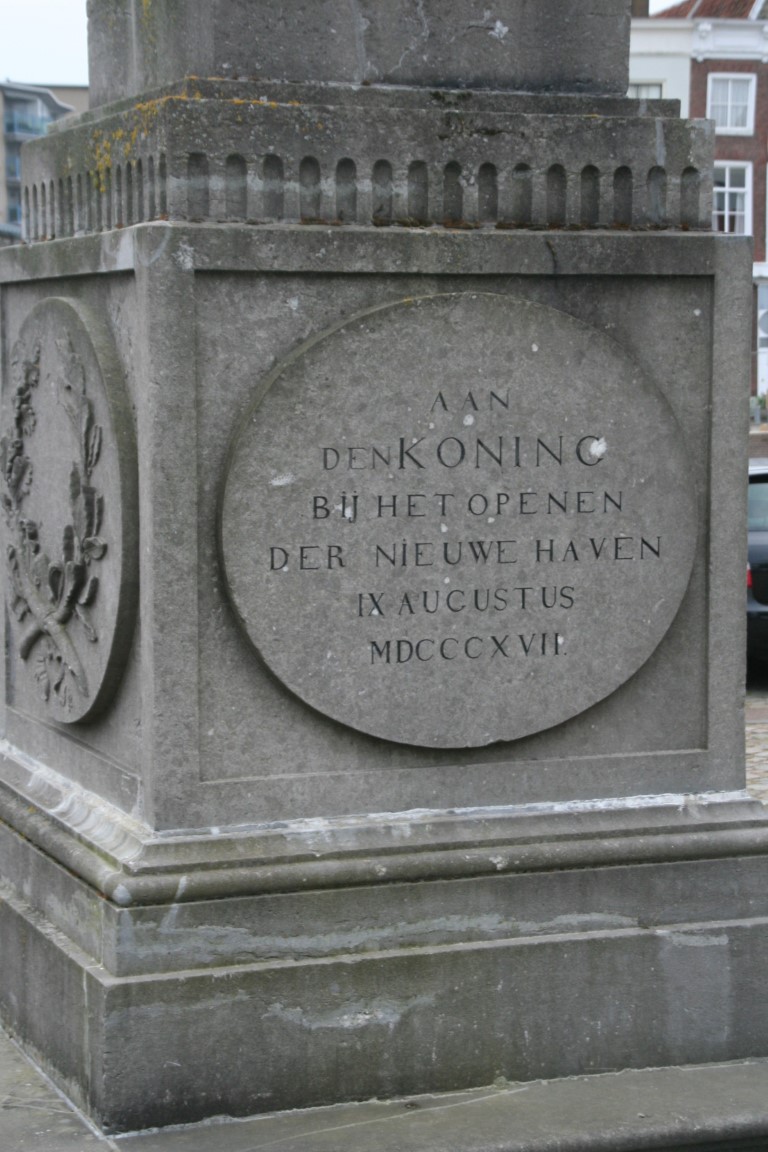 AAN
DEN KONING
BIJ HET OPENEN
DER NIEUWE HAVEN
IX AUGUSTUS
MDCCCXVII.